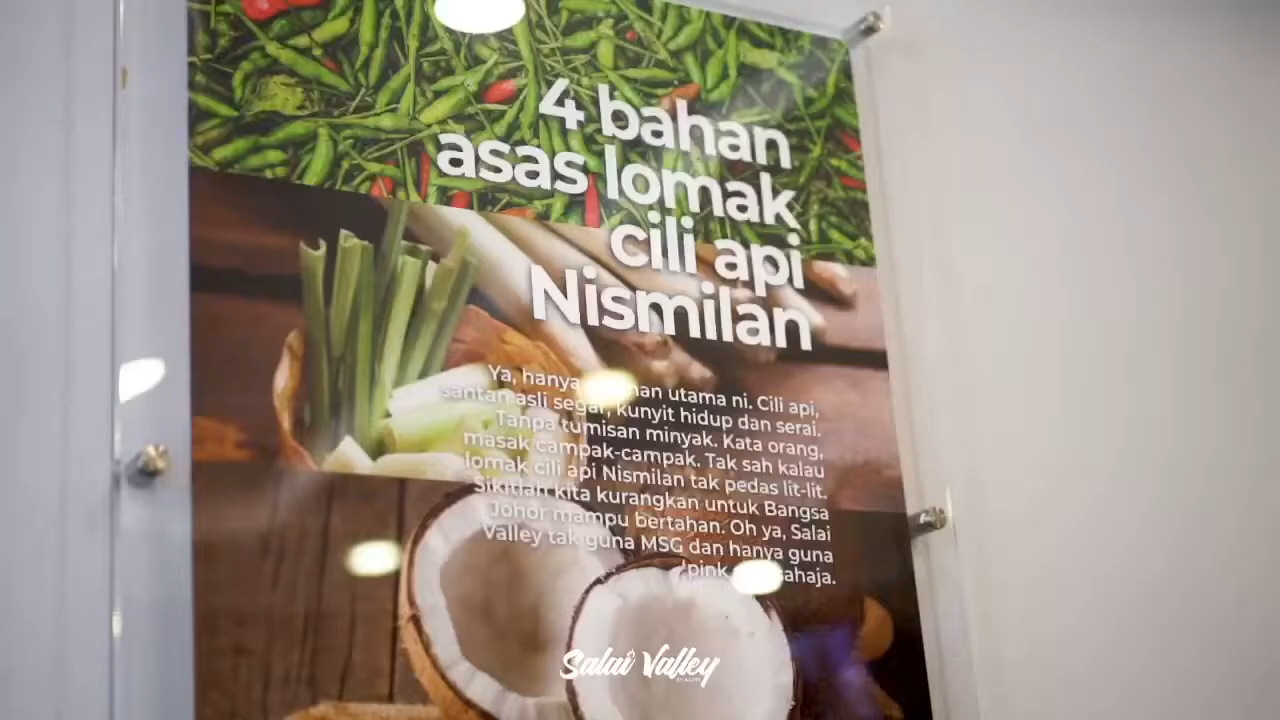 4 bahan
asas lomak
cili api
Nismilan
Ya, hanya utama ni. Cili api,
santan asli segar, kunyit hidup dan serai.
Tanpa tumisan minyak. Kata orang,
masak campak-campak. Tak sah kalau
lomak cili api Nismilan tak pedas lit-lit.
Sikitlah kita kurangkan untuk Bangsa
Johor mampu bertahan. Oh ya, Salai
Valley tak guna MSG dan hanya guna
pink
Salai Valley